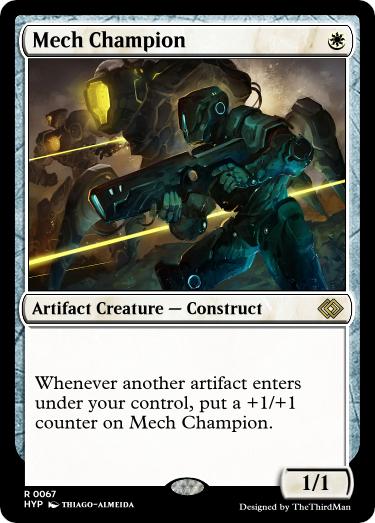 Mech Champion
Artifact Creature — Construct
Whenever another artifact enters
under your control, put a +1/+1
counter on Mech Champion.
1/1
R 0067
HYP THIAGO-ALMEIDA
Designed by TheThirdMan